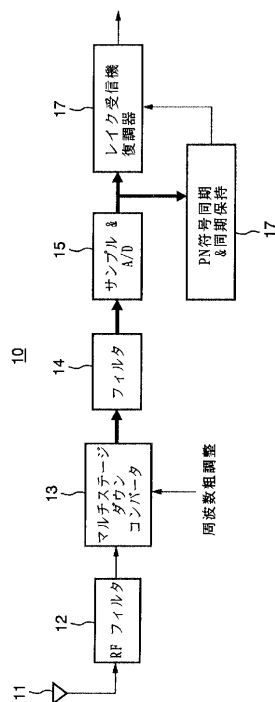 10
11
12
RF フィルタ
13
マルチステージ
ダウン
コンバータ
周波数粗調整
14
フィルタ
15
サンプル &
A/D
17
レイク受信機
復調器
PN符号同期
&同期保持
17